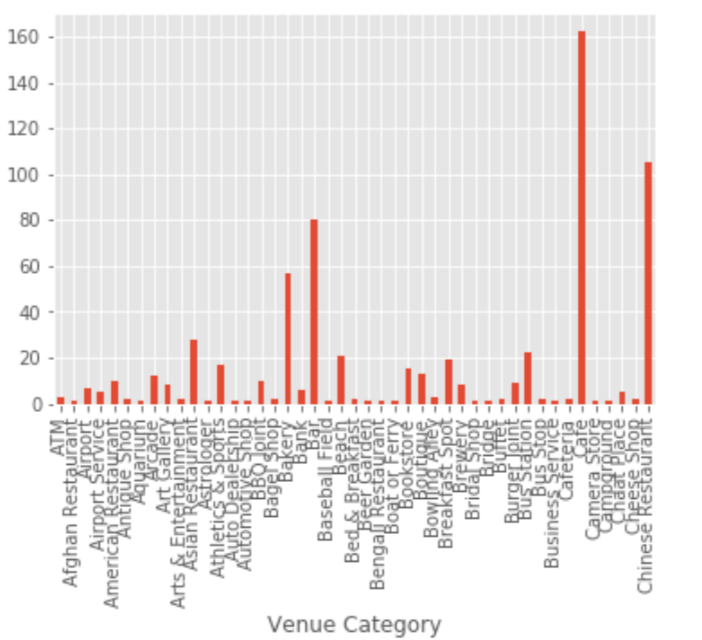 160
140
120
100
80
60
40
20
0
ATM
Afghan Restaurant
Airport
Airport Service
American Restaurant
Antique Shop
Aquarium
Arcade
Art Gallery
Arts & Entertainment
Asian Restaurant
Astrologer
Athletics & Sports
Auto Dealership
Automotive Shop
BBQ Joint
Bagel Shop
Bakery
Bank
Bar
Baseball Field
Beach
Bed & Breakfast
Beer Garden
Bengali Restaurant
Boat or Ferry
Bookstore
Boutique
Bowling Alley
Breakfast Spot
Brewery
Bridal Shop
Bridge
Buffet
Burger Joint
Bus Station
Bus Stop
Business Service
Cafeteria
Café
Camera Store
Campground
Chaat Place
Cheese Shop
Chinese Restaurant
Venue Category